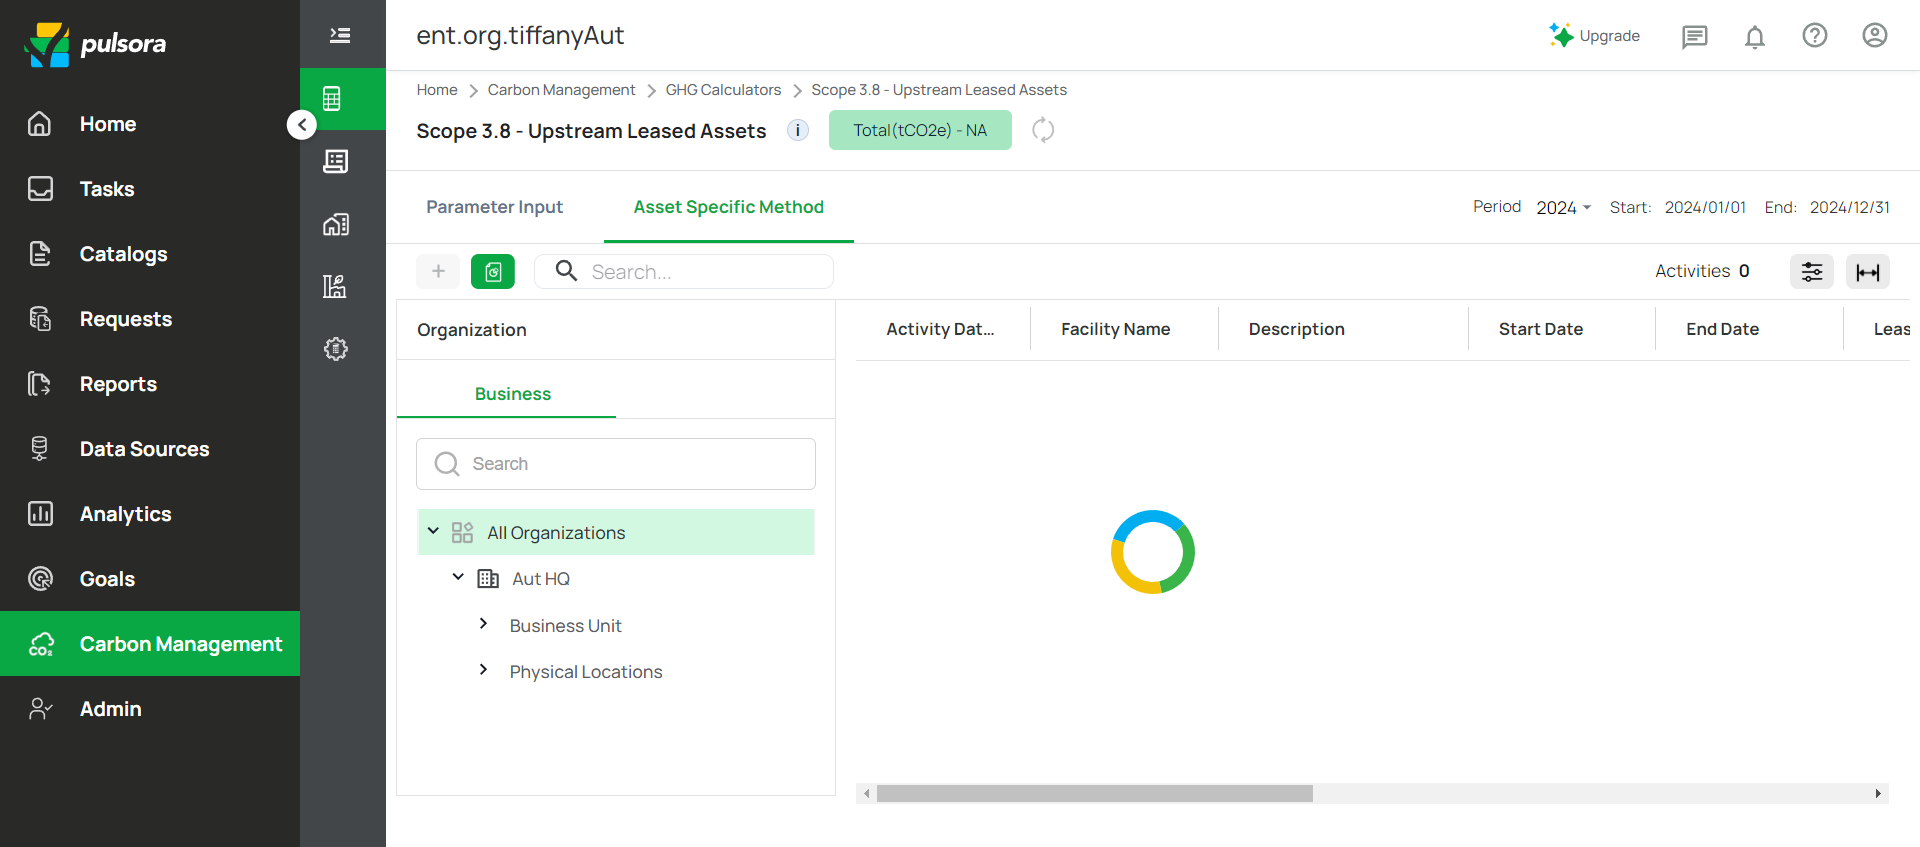 pulsora
Home
Tasks
Catalogs
Requests
Reports
Data Sources
Analytics
Goals
CO₂
Carbon Management
Admin
ent.org.tiffanyAut
Upgrade
Home
Carbon Management
GHG Calculators
Scope 3.8 - Upstream Leased Assets
Scope 3.8 - Upstream Leased Assets
i
Total(tCO2e) - NA
Parameter Input
Asset Specific Method
Period
2024
Start: 2024/01/01
End: 2024/12/31
+
Search...
Activities 0
Organization
Business
Search
All Organizations
Aut HQ
Business Unit
Physical Locations
Activity Dat...
Facility Name
Description
Start Date
End Date
Leas